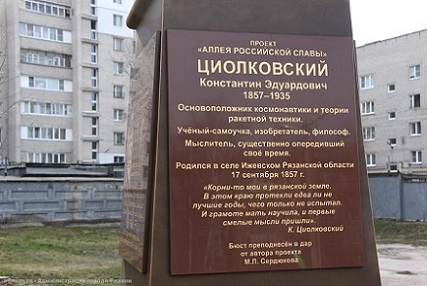 ПРОЕКТ
«АЛЛЕЯ РОССИЙСКОЙ СЛАВЫ»
ЦИОЛКОВСКИЙ
Константин Эдуардович
1857–1935
Основоположник космонавтики и теории
ракетной техники.
Учёный-самоучка, изобретатель, философ.
Мыслитель, существенно опередивший
своё время.
Родился в селе Ижевском Рязанской области
17 сентября 1857 г.
«Корни-то мои в рязанской земле.
В этом краю протекли едва ли не
лучшие годы, чего только не испытал.
И грамоте мать научила, и первые
смелые мысли пришли».
К. Циолковский
Бюст преподнесён в дар
от автора проекта
М.Л. Сердюкова
Администрация города Рязани